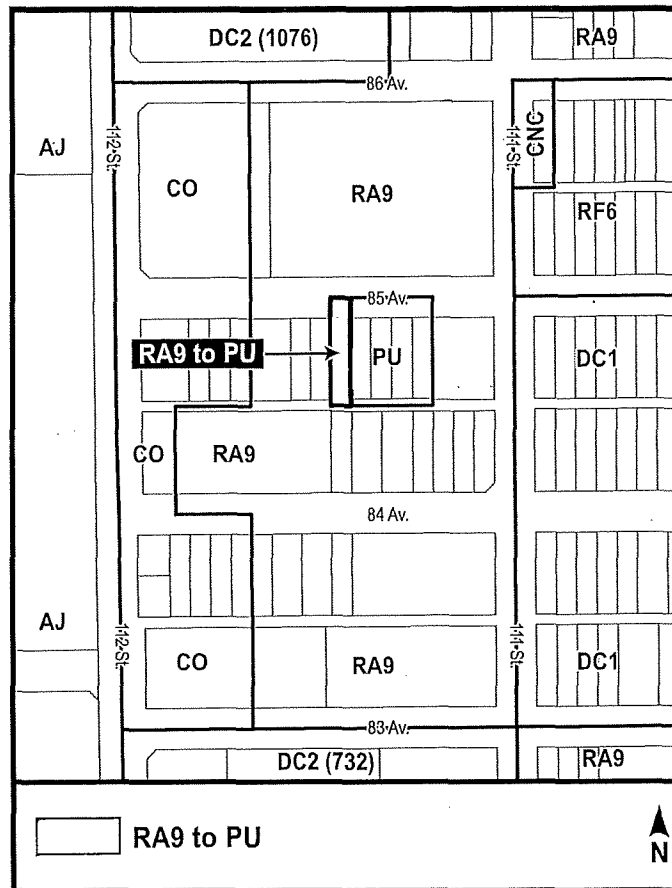 DC2 (1076)
RA9
86 Av.
112 St.
111 St.
CNC
AJ
CO
RA9
RF6
85 Av.
RA9 to PU
PU
DC1
CO
RA9
84 Av.
AJ
112 St.
CO
RA9
111 St.
DC1
83 Av.
DC2 (732)
RA9
RA9 to PU
N